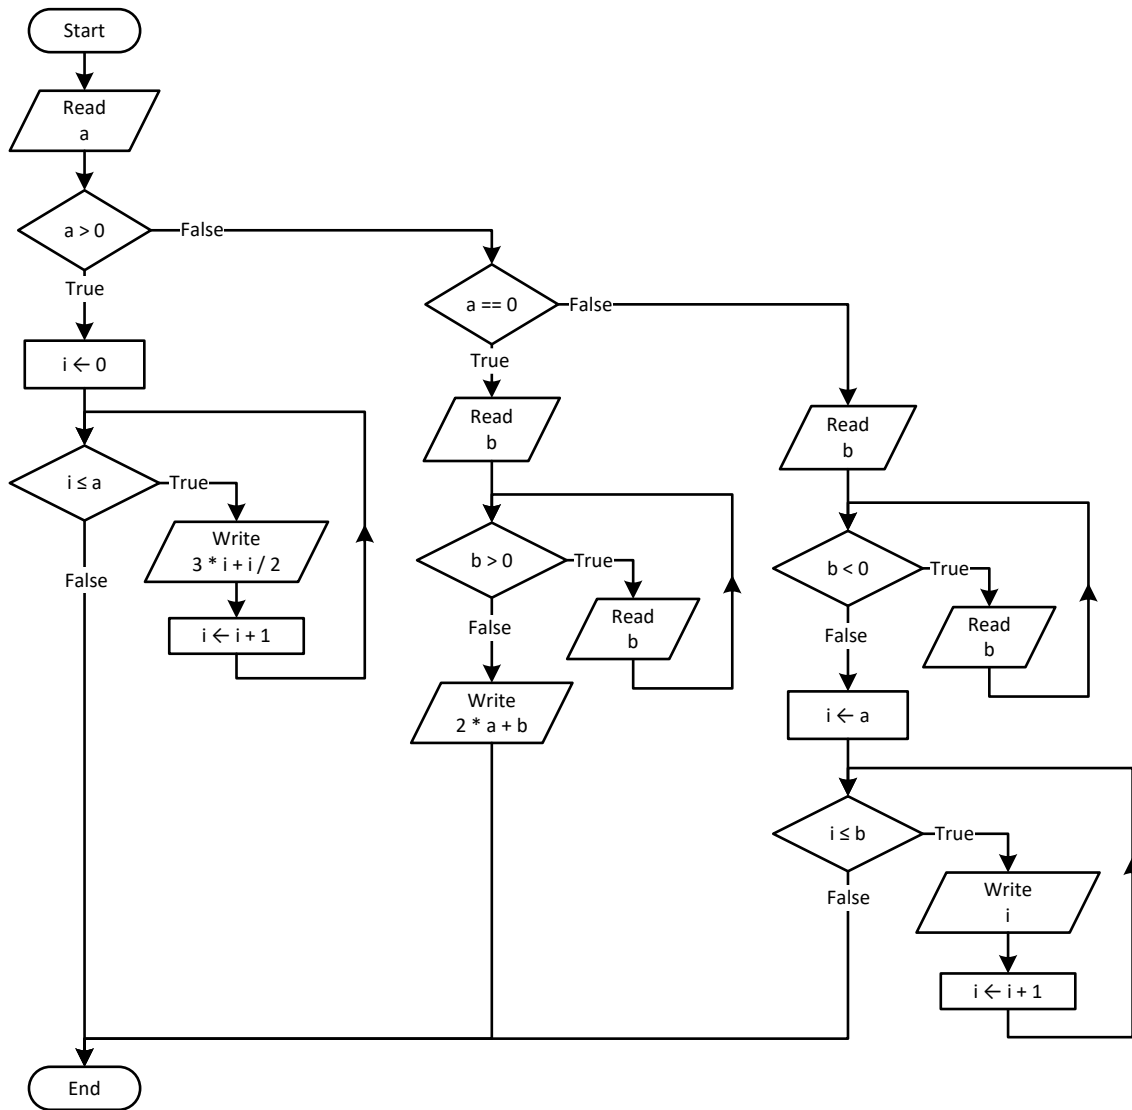 Start
Read
a
a > 0
False
True
a == 0
False
True
i ← 0
Read
b
Read
b
i ≤ a
True
Write
3 * i + i / 2
False
i ← i + 1
b > 0
True
Read
b
False
Write
2 * a + b
b < 0
True
Read
b
False
i ← a
i ≤ b
True
False
Write
i
i ← i + 1
End